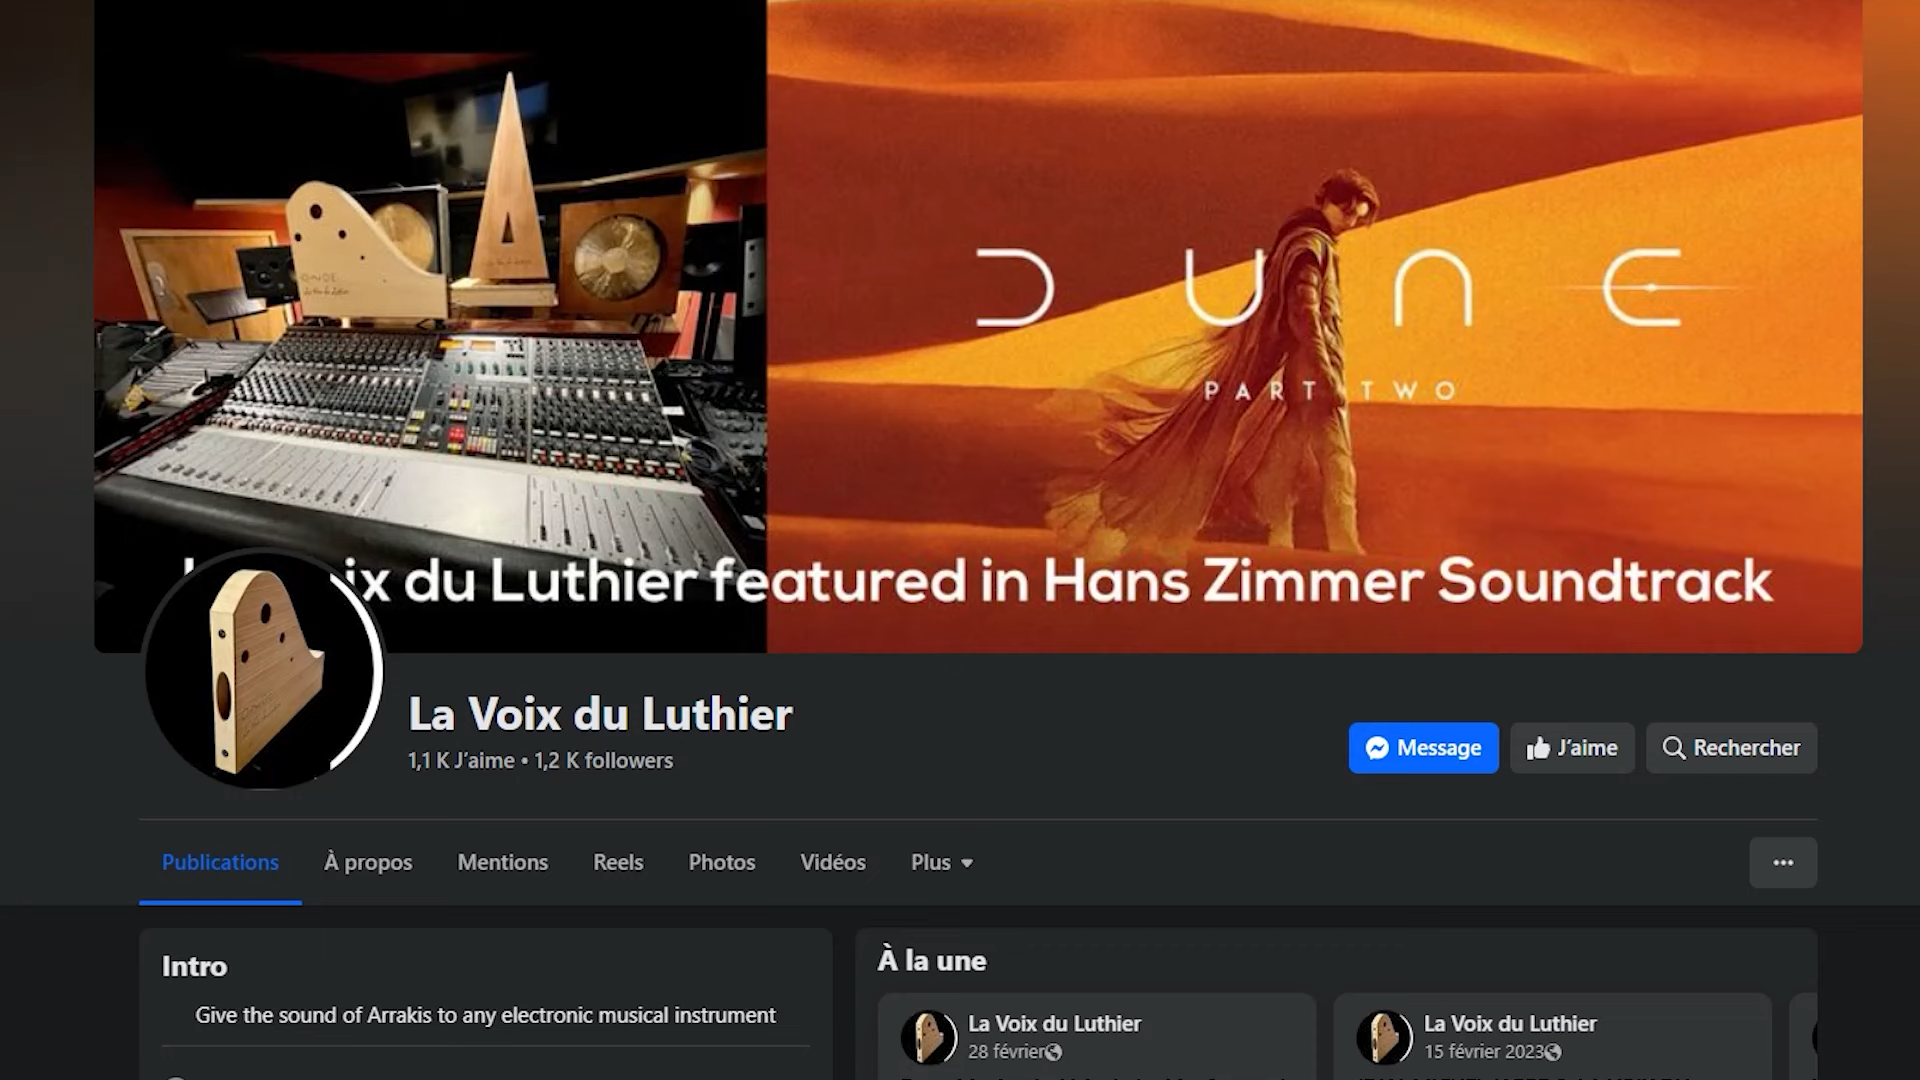 DUNE
PART TWO
ix du Luthier featured in Hans Zimmer Soundtrack
La Voix du Luthier
1,1 K J’aime • 1,2 K followers
Message
J’aime
Rechercher
Publications
À propos
Mentions
Reels
Photos
Vidéos
Plus
Intro
Give the sound of Arrakis to any electronic musical instrument
À la une
La Voix du Luthier
28 février
La Voix du Luthier
15 février 2023